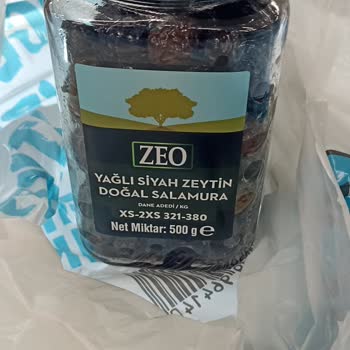 ZEO
YAĞLI SİYAH ZEYTİN
DOĞAL SALAMURA
DANE ADEDİ / KG
XS-2XS 321-380
Net Miktar: 500 g e